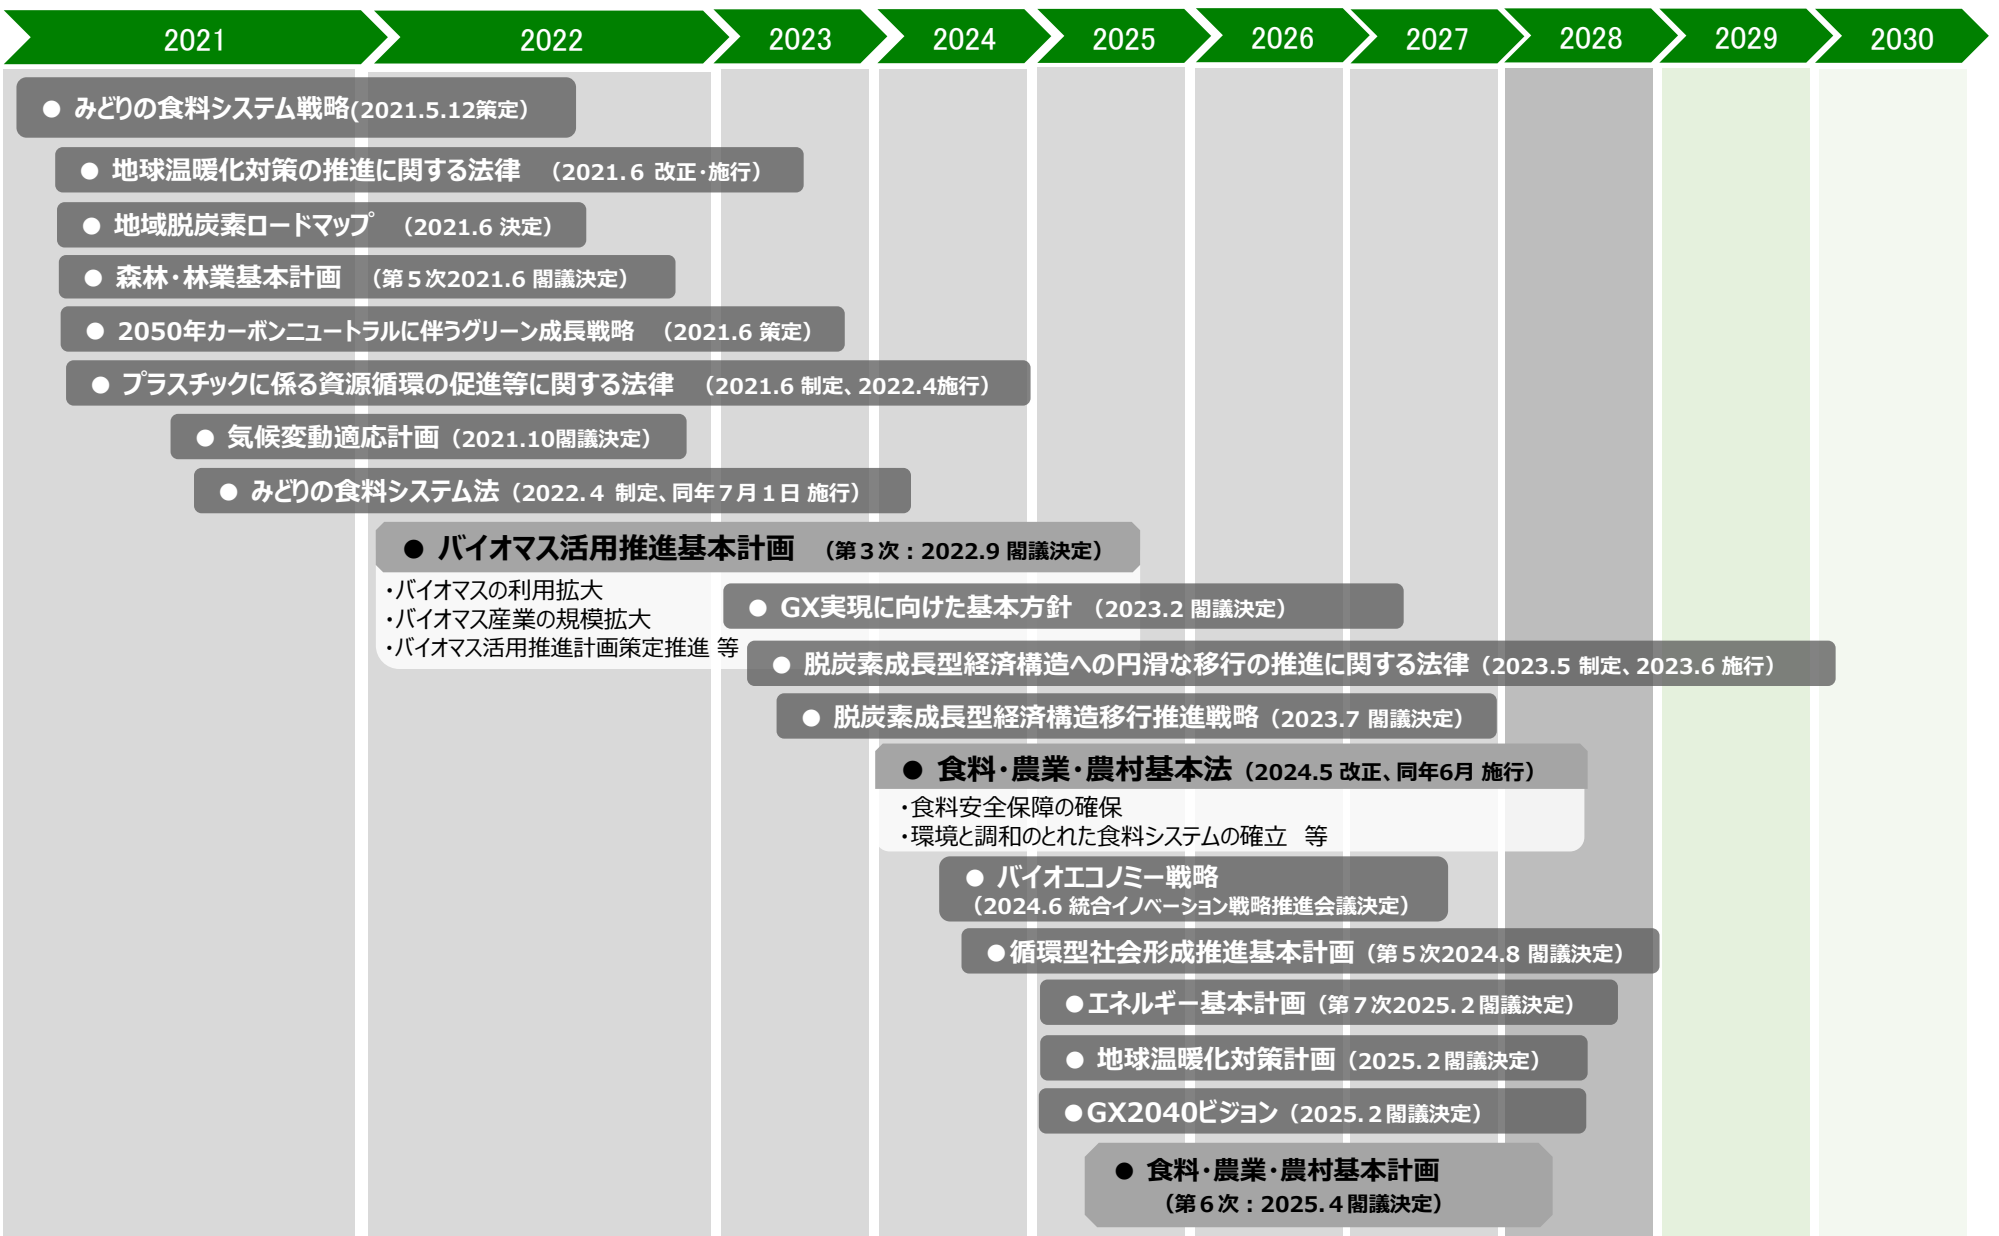 2021 2022 2023 2024 2025 2026 2027 2028 2029 2030
● みどりの食料システム戦略(2021.5.12策定）
● 地球温暖化対策の推進に関する法律　（2021.6 改正・施行）
● 地域脱炭素ロードマップ　（2021.6 決定）
● 森林・林業基本計画　（第５次2021.6 閣議決定）
● 2050年カーボンニュートラルに伴うグリーン成長戦略　（2021.6 策定）
● プラスチックに係る資源循環の促進等に関する法律　（2021.6 制定、2022.4施行）
● 気候変動適応計画（2021.10閣議決定）
● みどりの食料システム法（2022.４ 制定、同年７月１日 施行）
● バイオマス活用推進基本計画　（第３次：2022.9 閣議決定）
・バイオマスの利用拡大
・バイオマス産業の規模拡大
・バイオマス活用推進計画策定推進 等
● GX実現に向けた基本方針　（2023.2 閣議決定）
● 脱炭素成長型経済構造への円滑な移行の推進に関する法律（2023.5 制定、2023.6 施行）
● 脱炭素成長型経済構造移行推進戦略（2023.7 閣議決定）
● 食料・農業・農村基本法（2024.5 改正、同年6月 施行）
・食料安全保障の確保
・環境と調和のとれた食料システムの確立　等
● バイオエコノミー戦略
（2024.6 統合イノベーション戦略推進会議決定）
●循環型社会形成推進基本計画（第５次2024.8 閣議決定）
●エネルギー基本計画（第７次2025.２閣議決定）
● 地球温暖化対策計画（2025.２閣議決定）
●GX2040ビジョン（2025.２閣議決定）
● 食料・農業・農村基本計画
（第６次：2025.４閣議決定）